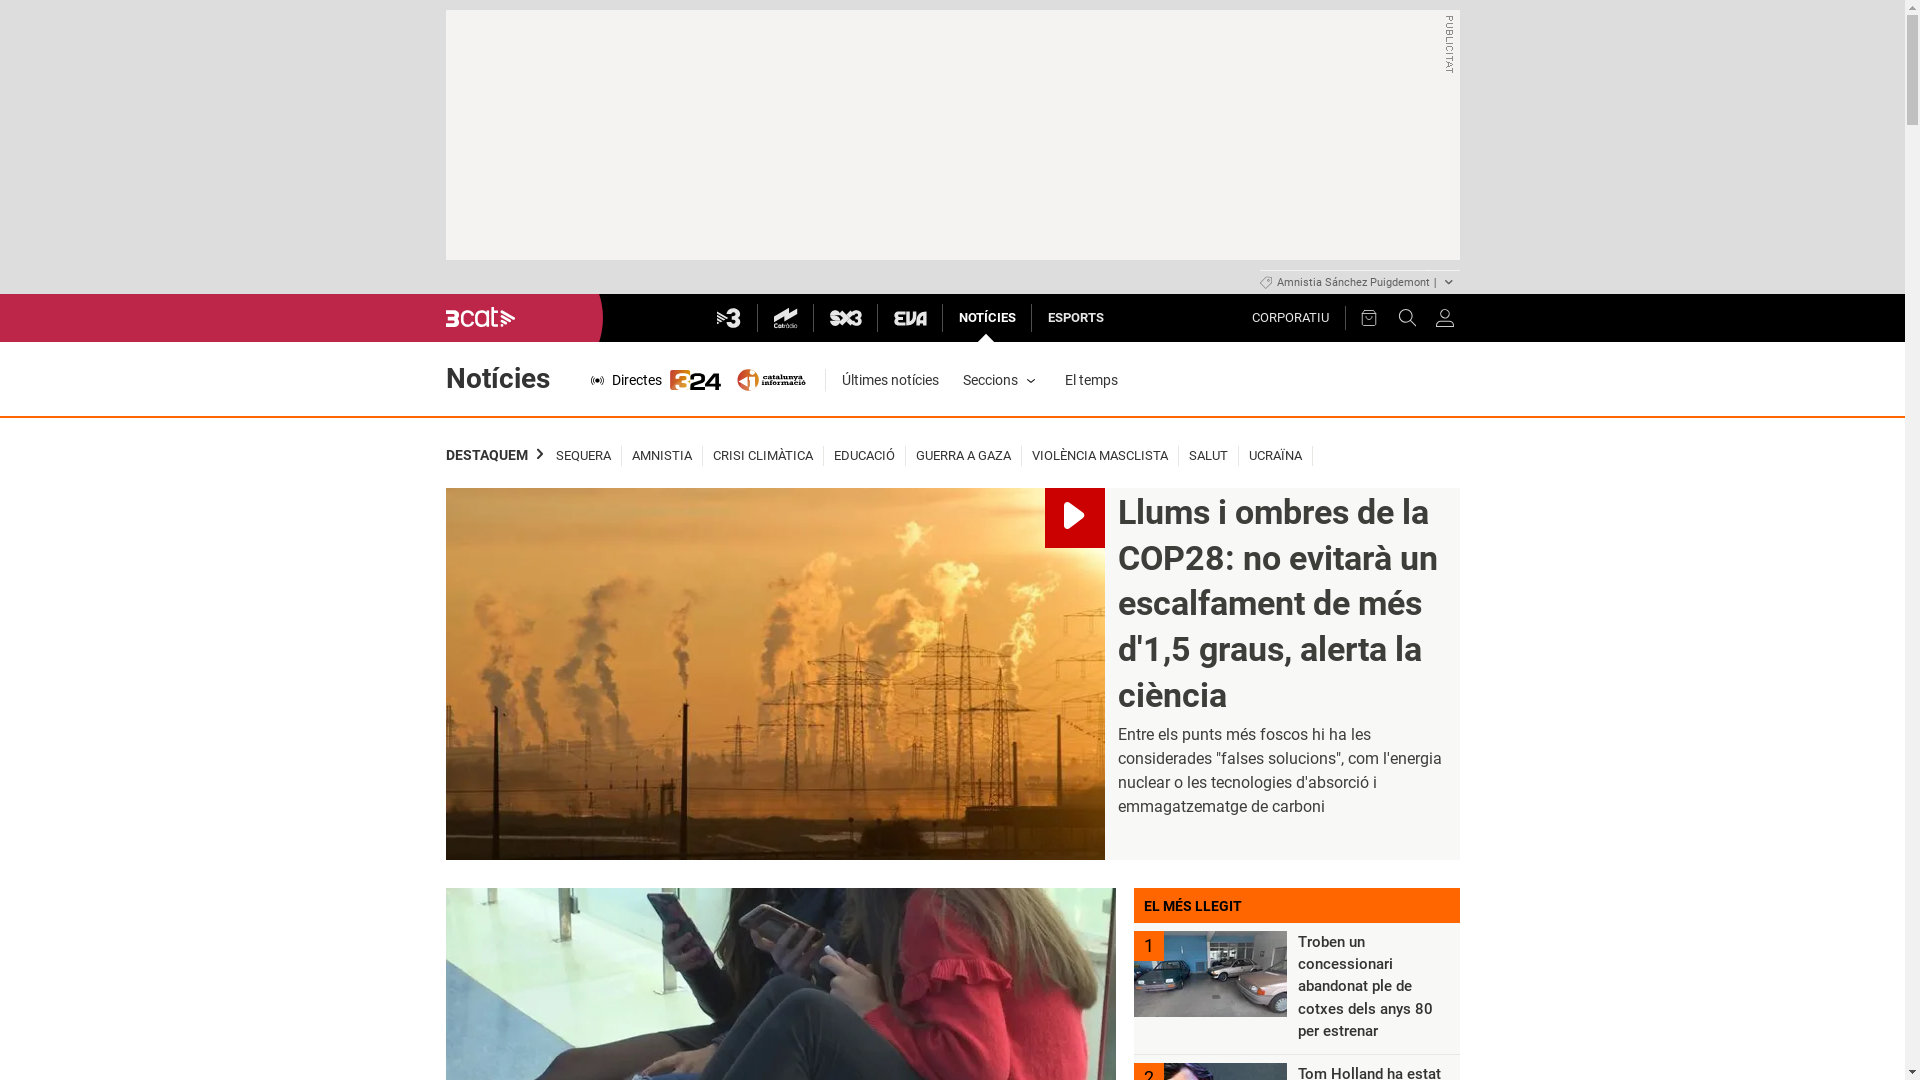 PUBLICITAT
Amnistia Sánchez Puigdemont |
3cat
3
Catràdio
SX3
EVA
NOTÍCIES
ESPORTS
CORPORATIU
Notícies
Directes
324
catalunya
informació
Últimes notícies
Seccions
El temps
DESTAQUEM
SEQUERA
AMNISTIA
CRISI CLIMÀTICA
EDUCACIÓ
GUERRA A GAZA
VIOLÈNCIA MASCLISTA
SALUT
UCRAÏNA
Llums i ombres de la
COP28: no evitarà un
escalfament de més
d'1,5 graus, alerta la
ciència
Entre els punts més foscos hi ha les
considerades "falses solucions", com l'energia
nuclear o les tecnologies d'absorció i
emmagatzematge de carboni
EL MÉS LLEGIT
1
Troben un
concessionari
abandonat ple de
cotxes dels anys 80
per estrenar
2
Tom Holland ha estat